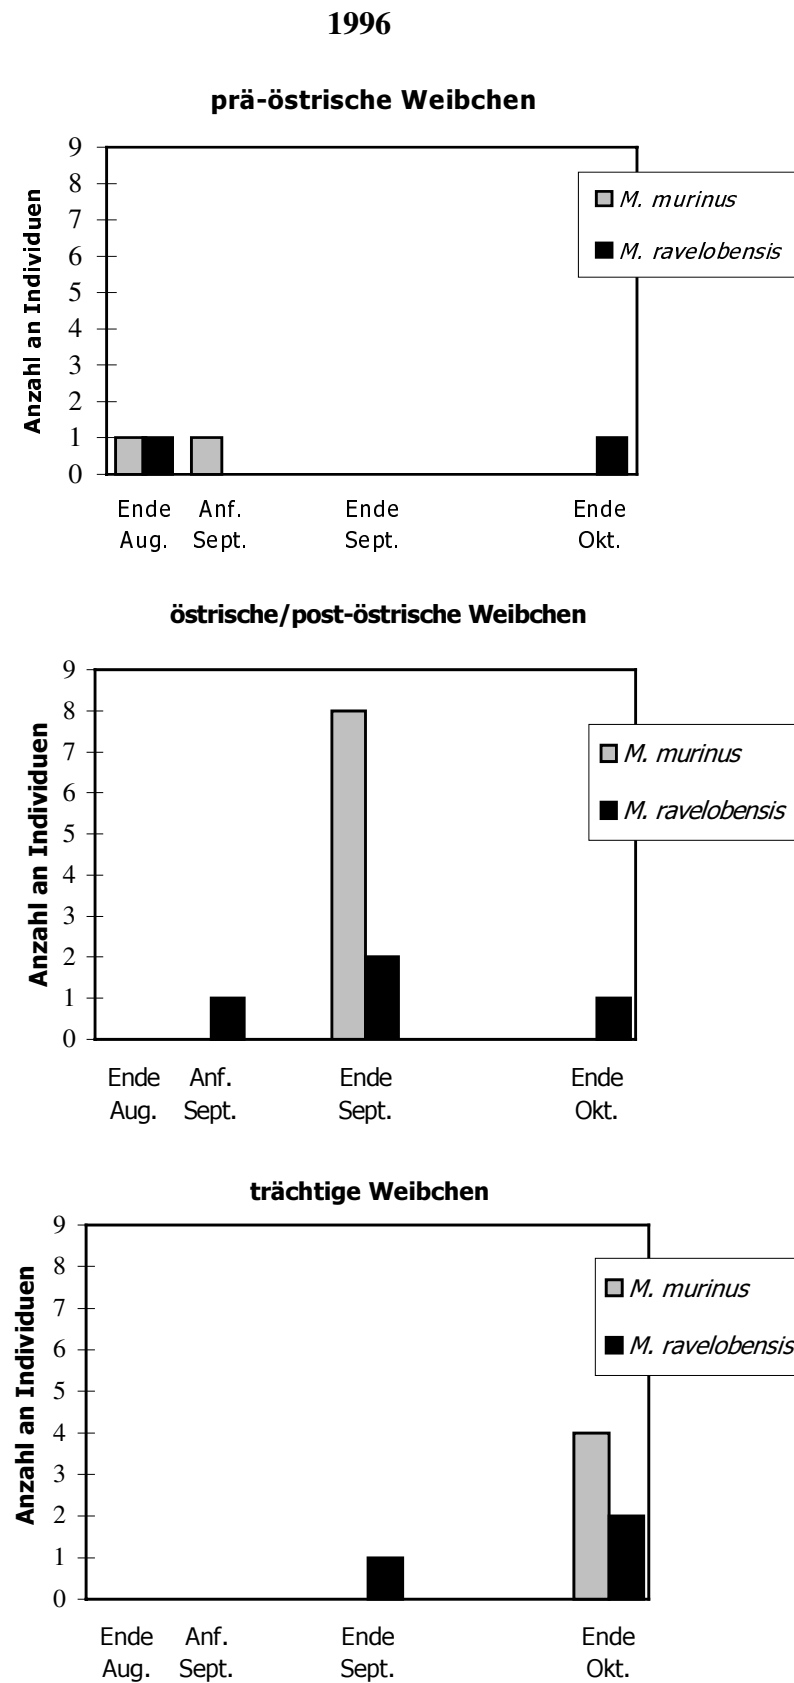 1996
prä-östrische Weibchen
Anzahl an Individuen
9
8
7
6
5
4
3
2
1
0
M. murinus
M. ravelobensis
Ende Anf. Ende Ende
Aug. Sept. Sept. Okt.
östrische/post-östrische Weibchen
Anzahl an Individuen
9
8
7
6
5
4
3
2
1
0
M. murinus
M. ravelobensis
Ende Anf. Ende Ende
Aug. Sept. Sept. Okt.
trächtige Weibchen
Anzahl an Individuen
9
8
7
6
5
4
3
2
1
0
M. murinus
M. ravelobensis
Ende Anf. Ende Ende
Aug. Sept. Sept. Okt.